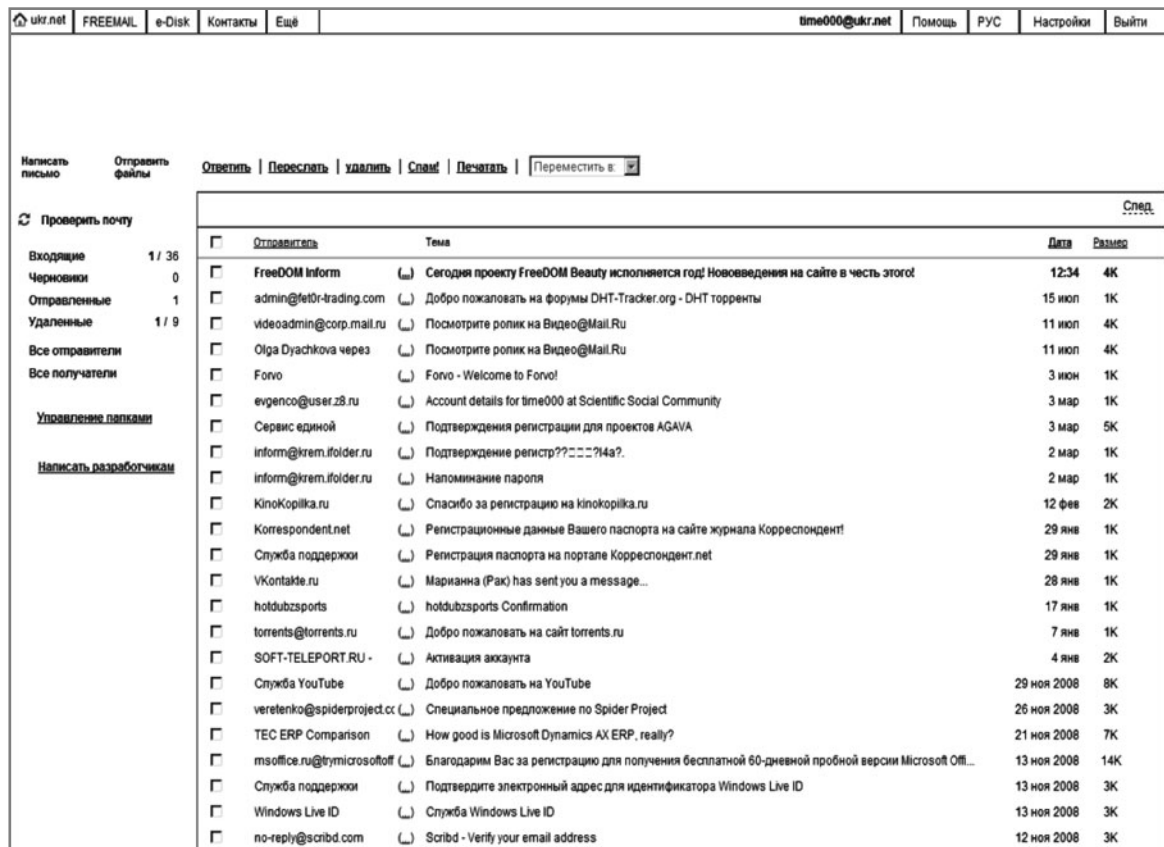 ukr.net FREEMAIL e-Disk Контакты Ещё time000@ukr.net Помощь РУС Настройки Выйти
Написать письмо Отправить файлы Ответить | Переслать | удалить | Спам! | Печатать | Переместить в:
След.
Проверить почту
Входящие 1 / 36
Черновики 0
Отправленные 1
Удаленные 1 / 9
Все отправители
Все получатели
Управление папками
Написать разработчикам
Отправитель Тема Дата Размер
FreeDOM Inform (...) Сегодня проекту FreeDOM Beauty исполняется год! Нововведения на сайте в честь этого! 12:34 4K
admin@fet0r-trading.com (...) Добро пожаловать на форумы DHT-Tracker.org - DHT торренты 15 июл 1K
videoadmin@corp.mail.ru (...) Посмотрите ролик на Видео@Mail.Ru 11 июл 4K
Olga Dyachkova через (...) Посмотрите ролик на Видео@Mail.Ru 11 июл 4K
Forvo (...) Forvo - Welcome to Forvo! 3 июн 1K
evgenco@user.z8.ru (...) Account details for time000 at Scientific Social Community 3 мар 1K
Сервис единой (...) Подтверждения регистрации для проектов AGAVA 3 мар 5K
inform@krem.ifolder.ru (...) Подтверждение регистр 2 мар 1K
inform@krem.ifolder.ru (...) Напоминание пароля 2 мар 1K
KinoKopilka.ru (...) Спасибо за регистрацию на kinokopilka.ru 12 фев 2K
Korrespondent.net (...) Регистрационные данные Вашего паспорта на сайте журнала Корреспондент! 29 янв 1K
Служба поддержки (...) Регистрация паспорта на портале Корреспондент.net 29 янв 1K
VKontakte.ru (...) Марианна (Рак) has sent you a message... 28 янв 1K
hotdubzsports (...) hotdubzsports Confirmation 17 янв 1K
torrents@torrents.ru (...) Добро пожаловать на сайт torrents.ru 7 янв 1K
SOFT-TELEPORT.RU - (...) Активация аккаунта 4 янв 2K
Служба YouTube (...) Добро пожаловать на YouTube 29 ноя 2008 8K
veretenko@spiderproject.cc (...) Специальное предложение по Spider Project 26 ноя 2008 3K
TEC ERP Comparison (...) How good is Microsoft Dynamics AX ERP, really? 21 ноя 2008 7K
msoffice.ru@trymicrosoftoff (...) Благодарим Вас за регистрацию для получения бесплатной 60-дневной пробной версии Microsoft Offi... 13 ноя 2008 14K
Служба поддержки (...) Подтвердите электронный адрес для идентификатора Windows Live ID 13 ноя 2008 3K
Windows Live ID (...) Служба Windows Live ID 13 ноя 2008 3K
no-reply@scribd.com (...) Scribd - Verify your email address 12 ноя 2008 3K